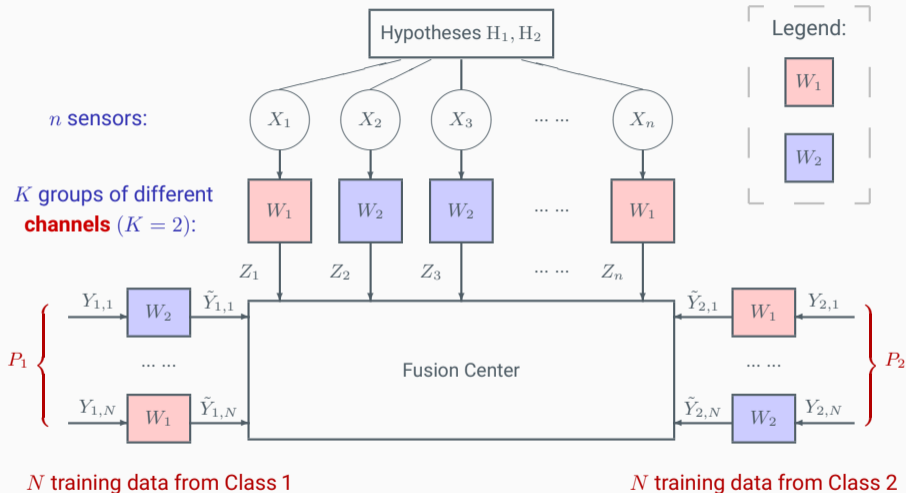 Hypotheses H₁, H₂
Legend:
W₁
W₂
n sensors:
X₁ X₂ X₃ ... ... Xₙ
K groups of different
channels (K = 2):
W₁ W₂ W₂ ... ... W₁
Z₁ Z₂ Z₃ ... ... Zₙ
Y₁,₁ W₂ Ỹ₁,₁
Ỹ₂,₁ W₁ Y₂,₁
P₁ ... ...
Fusion Center
... ... P₂
Y₁,N W₁ Ỹ₁,N
Ỹ₂,N W₂ Y₂,N
N training data from Class 1
N training data from Class 2